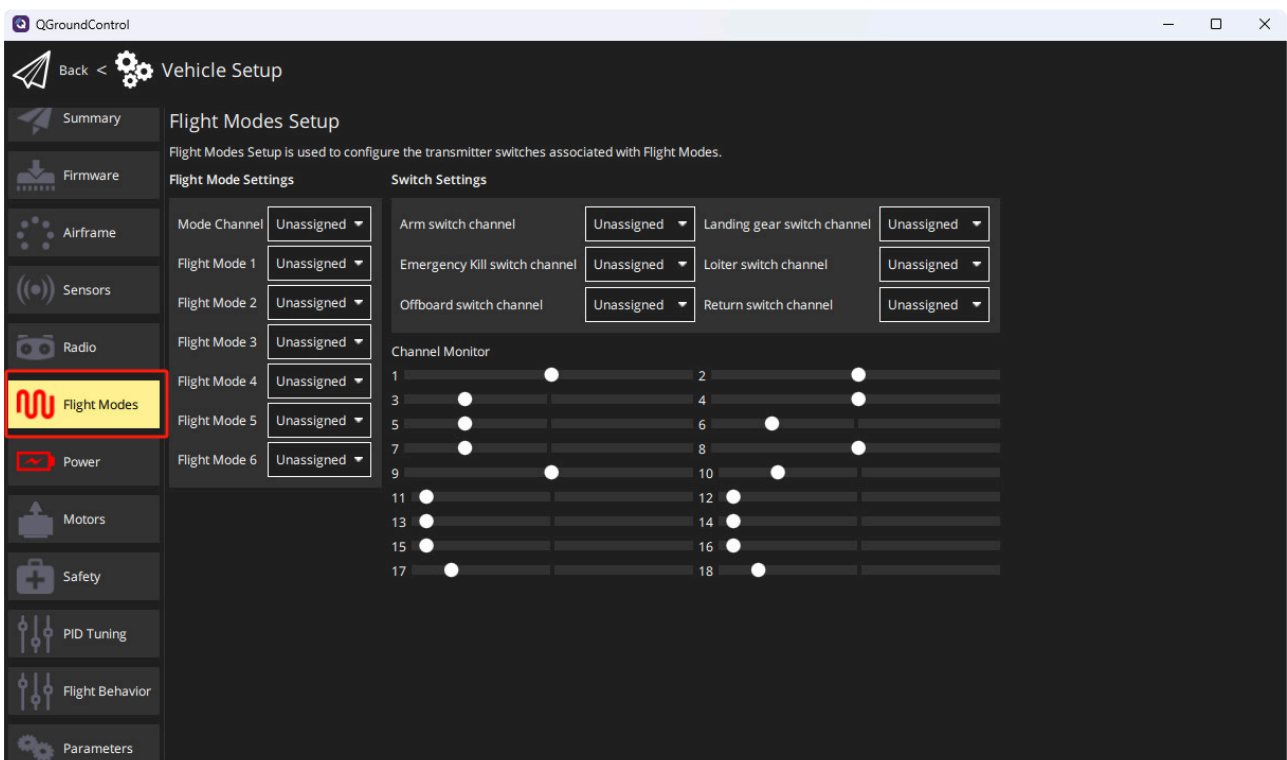 QGroundControl
Back < Vehicle Setup
Summary
Firmware
Airframe
Sensors
Radio
Flight Modes
Power
Motors
Safety
PID Tuning
Flight Behavior
Parameters
Flight Modes Setup
Flight Modes Setup is used to configure the transmitter switches associated with Flight Modes.
Flight Mode Settings
Mode Channel Unassigned
Flight Mode 1 Unassigned
Flight Mode 2 Unassigned
Flight Mode 3 Unassigned
Flight Mode 4 Unassigned
Flight Mode 5 Unassigned
Flight Mode 6 Unassigned
Switch Settings
Arm switch channel Unassigned Landing gear switch channel Unassigned
Emergency Kill switch channel Unassigned Loiter switch channel Unassigned
Offboard switch channel Unassigned Return switch channel Unassigned
Channel Monitor
1 2
3 4
5 6
7 8
9 10
11 12
13 14
15 16
17 18